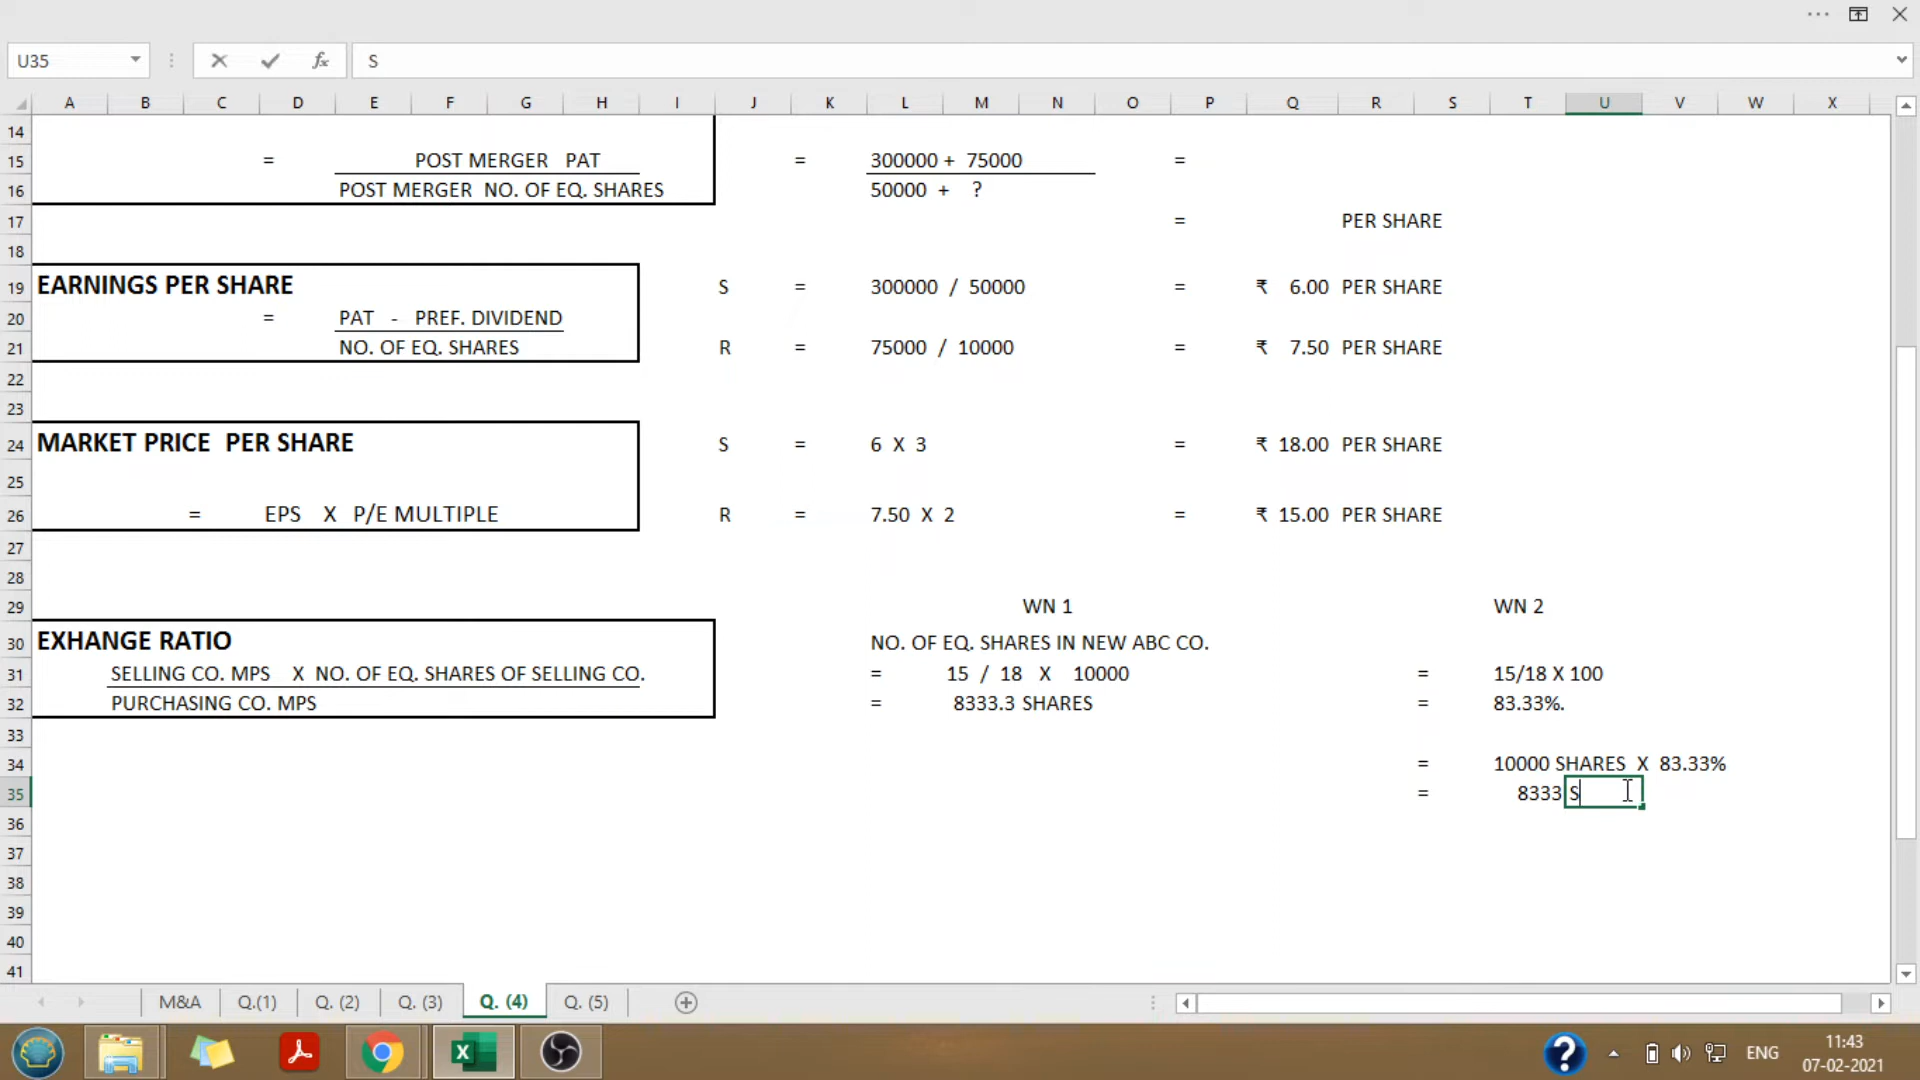 U35 fx S
A B C D E F G H I J K L M N O P Q R S T U V W X
14
15 = POST MERGER PAT = 300000 + 75000 =
16 POST MERGER NO. OF EQ. SHARES 50000 + ?
17 = PER SHARE
18
19 EARNINGS PER SHARE S = 300000 / 50000 = ₹ 6.00 PER SHARE
20 = PAT - PREF. DIVIDEND
21 NO. OF EQ. SHARES R = 75000 / 10000 = ₹ 7.50 PER SHARE
22
23
24 MARKET PRICE PER SHARE S = 6 X 3 = ₹ 18.00 PER SHARE
25
26 = EPS X P/E MULTIPLE R = 7.50 X 2 = ₹ 15.00 PER SHARE
27
28
29 WN 1 WN 2
30 EXHANGE RATIO NO. OF EQ. SHARES IN NEW ABC CO.
31 SELLING CO. MPS X NO. OF EQ. SHARES OF SELLING CO. = 15 / 18 X 10000 = 15/18 X 100
32 PURCHASING CO. MPS = 8333.3 SHARES = 83.33%.
33
34 = 10000 SHARES X 83.33%
35 = 8333 S
36
37
38
39
40
41
M&A Q.(1) Q. (2) Q. (3) Q. (4) Q. (5)
ENG 11:43
07-02-2021